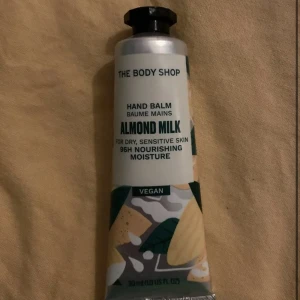 THE BODY SHOP
HAND BALM
BAUME MAINS
ALMOND MILK
FOR DRY, SENSITIVE SKIN
96H NOURISHING
MOISTURE
VEGAN